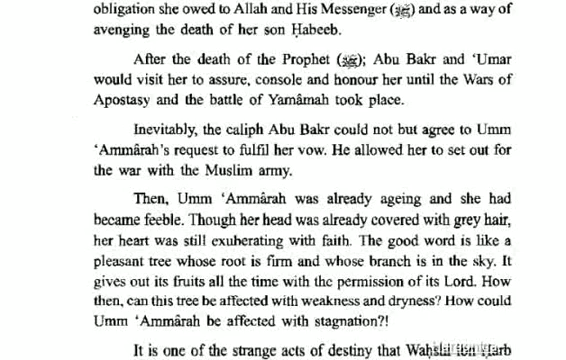 obligation she owed to Allah and His Messenger (ﷺ) and as a way of
avenging the death of her son Ḥabeeb.
After the death of the Prophet (ﷺ); Abu Bakr and ‘Umar
would visit her to assure, console and honour her until the Wars of
Apostasy and the battle of Yamâmah took place.
Inevitably, the caliph Abu Bakr could not but agree to Umm
‘Ammârah’s request to fulfil her vow. He allowed her to set out for
the war with the Muslim army.
Then, Umm ‘Ammârah was already ageing and she had
became feeble. Though her head was already covered with grey hair,
her heart was still exuberating with faith. The good word is like a
pleasant tree whose root is firm and whose branch is in the sky. It
gives out its fruits all the time with the permission of its Lord. How
then, can this tree be affected with weakness and dryness? How could
Umm ‘Ammârah be affected with stagnation?!
It is one of the strange acts of destiny that Waḥshi ibn Ḥarb